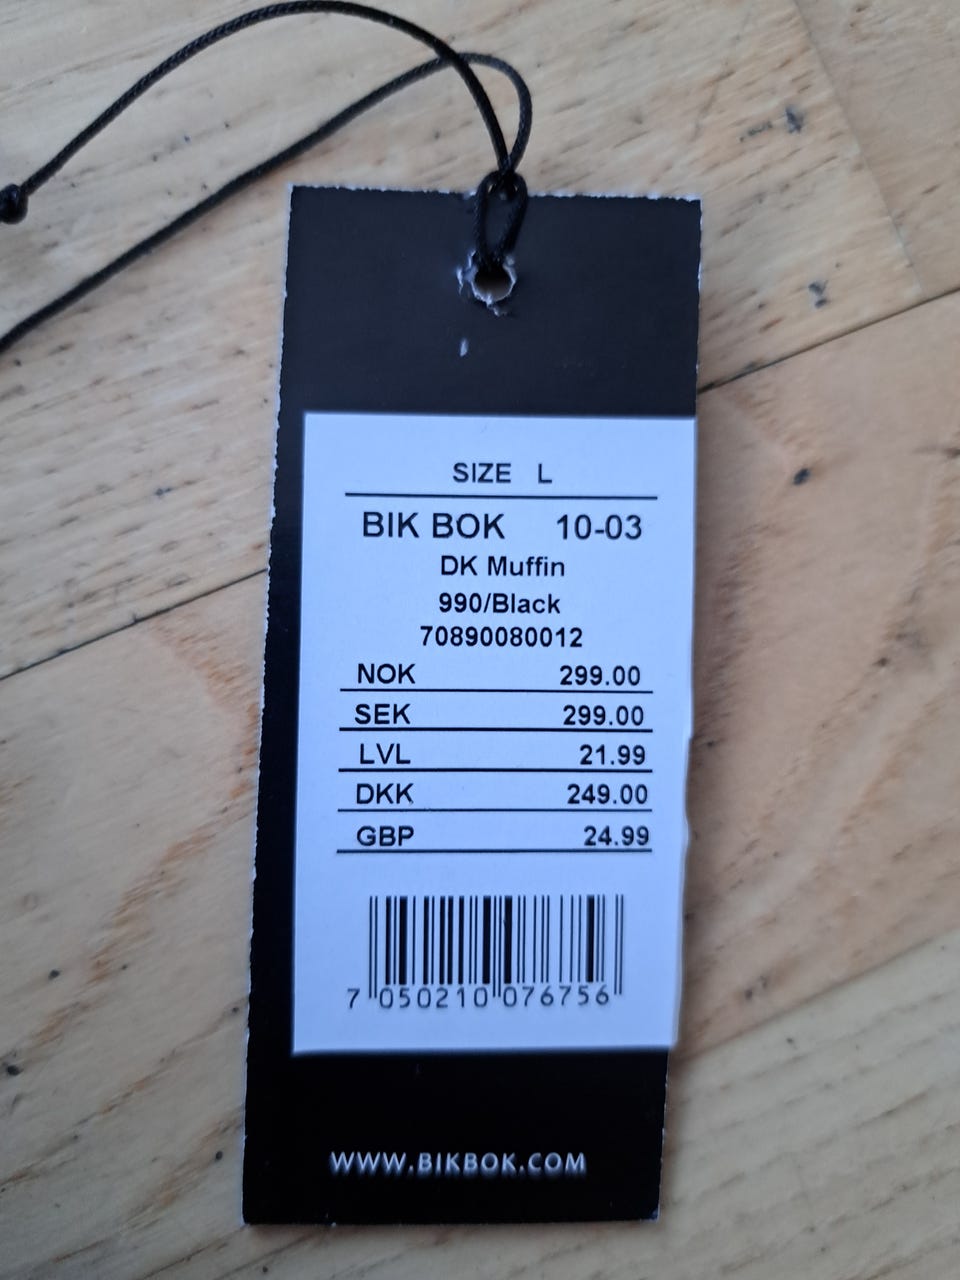 SIZE L
BIK BOK 10-03
DK Muffin
990/Black
70890080012
NOK 299.00
SEK 299.00
LVL 21.99
DKK 249.00
GBP 24.99
7 050210 076756
WWW.BIKBOK.COM